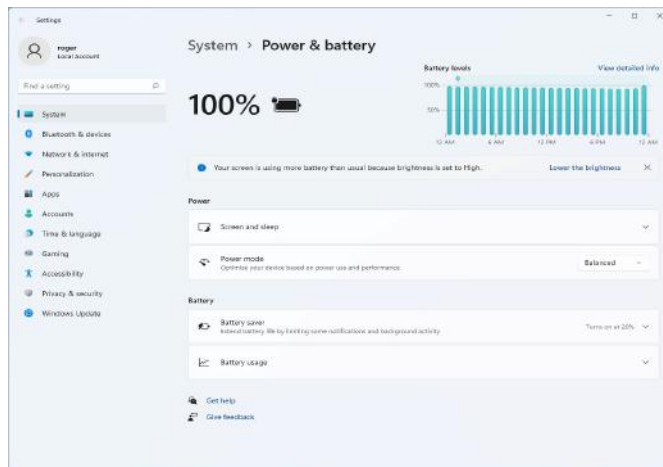 Settings
roger
Local Account
Find a setting
System
Bluetooth & devices
Network & internet
Personalization
Apps
Accounts
Time & language
Gaming
Accessibility
Privacy & security
Windows Update
System > Power & battery
100%
Battery levels
View detailed info
100%
50%
12 AM
6 AM
12 PM
6 PM
12 AM
Your screen is using more battery than usual because brightness is set to High.
Lower the brightness
Power
Screen and sleep
Power mode
Optimize your device based on power use and performance.
Balanced
Battery
Battery saver
Extend battery life by limiting some notifications and background activity
Turns on at 20%
Battery usage
Get help
Give feedback